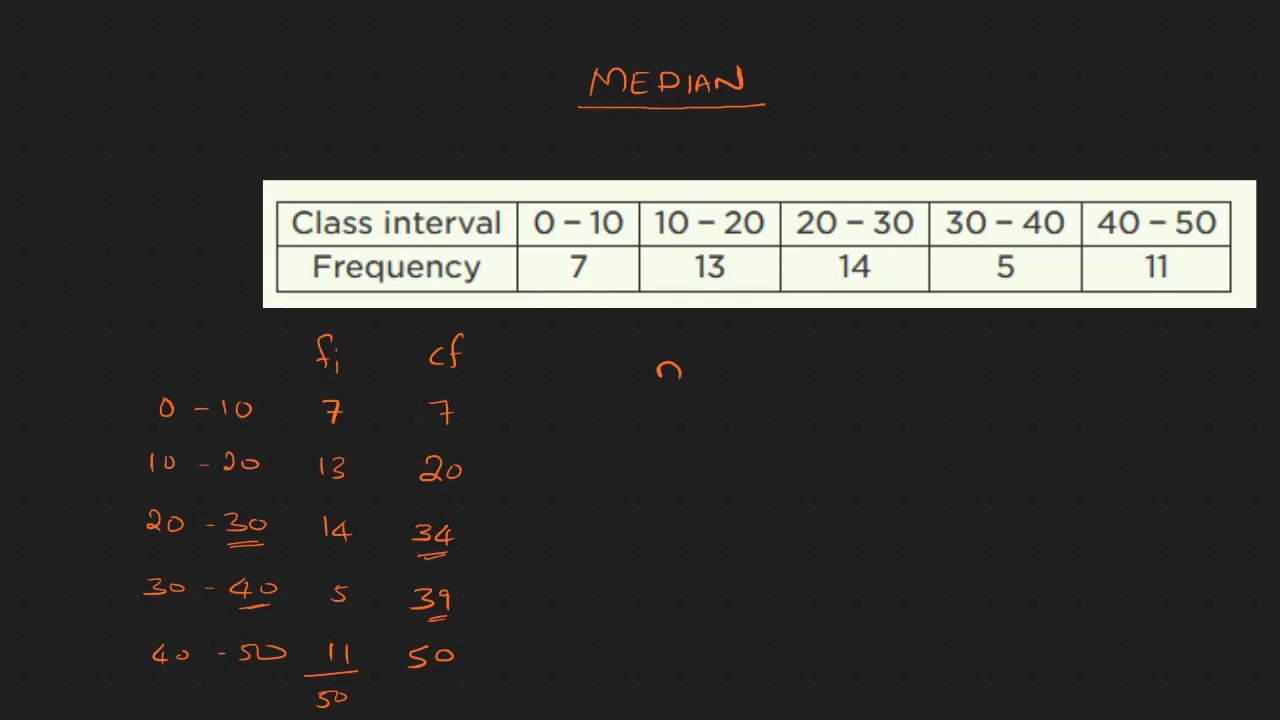 MEDIAN
Class interval 0 – 10 10 – 20 20 – 30 30 – 40 40 – 50
Frequency 7 13 14 5 11
fi cf
n
0 - 10 7 7
10 - 20 13 20
20 - 30 14 34
30 - 40 5 39
40 - 50 11 50
50